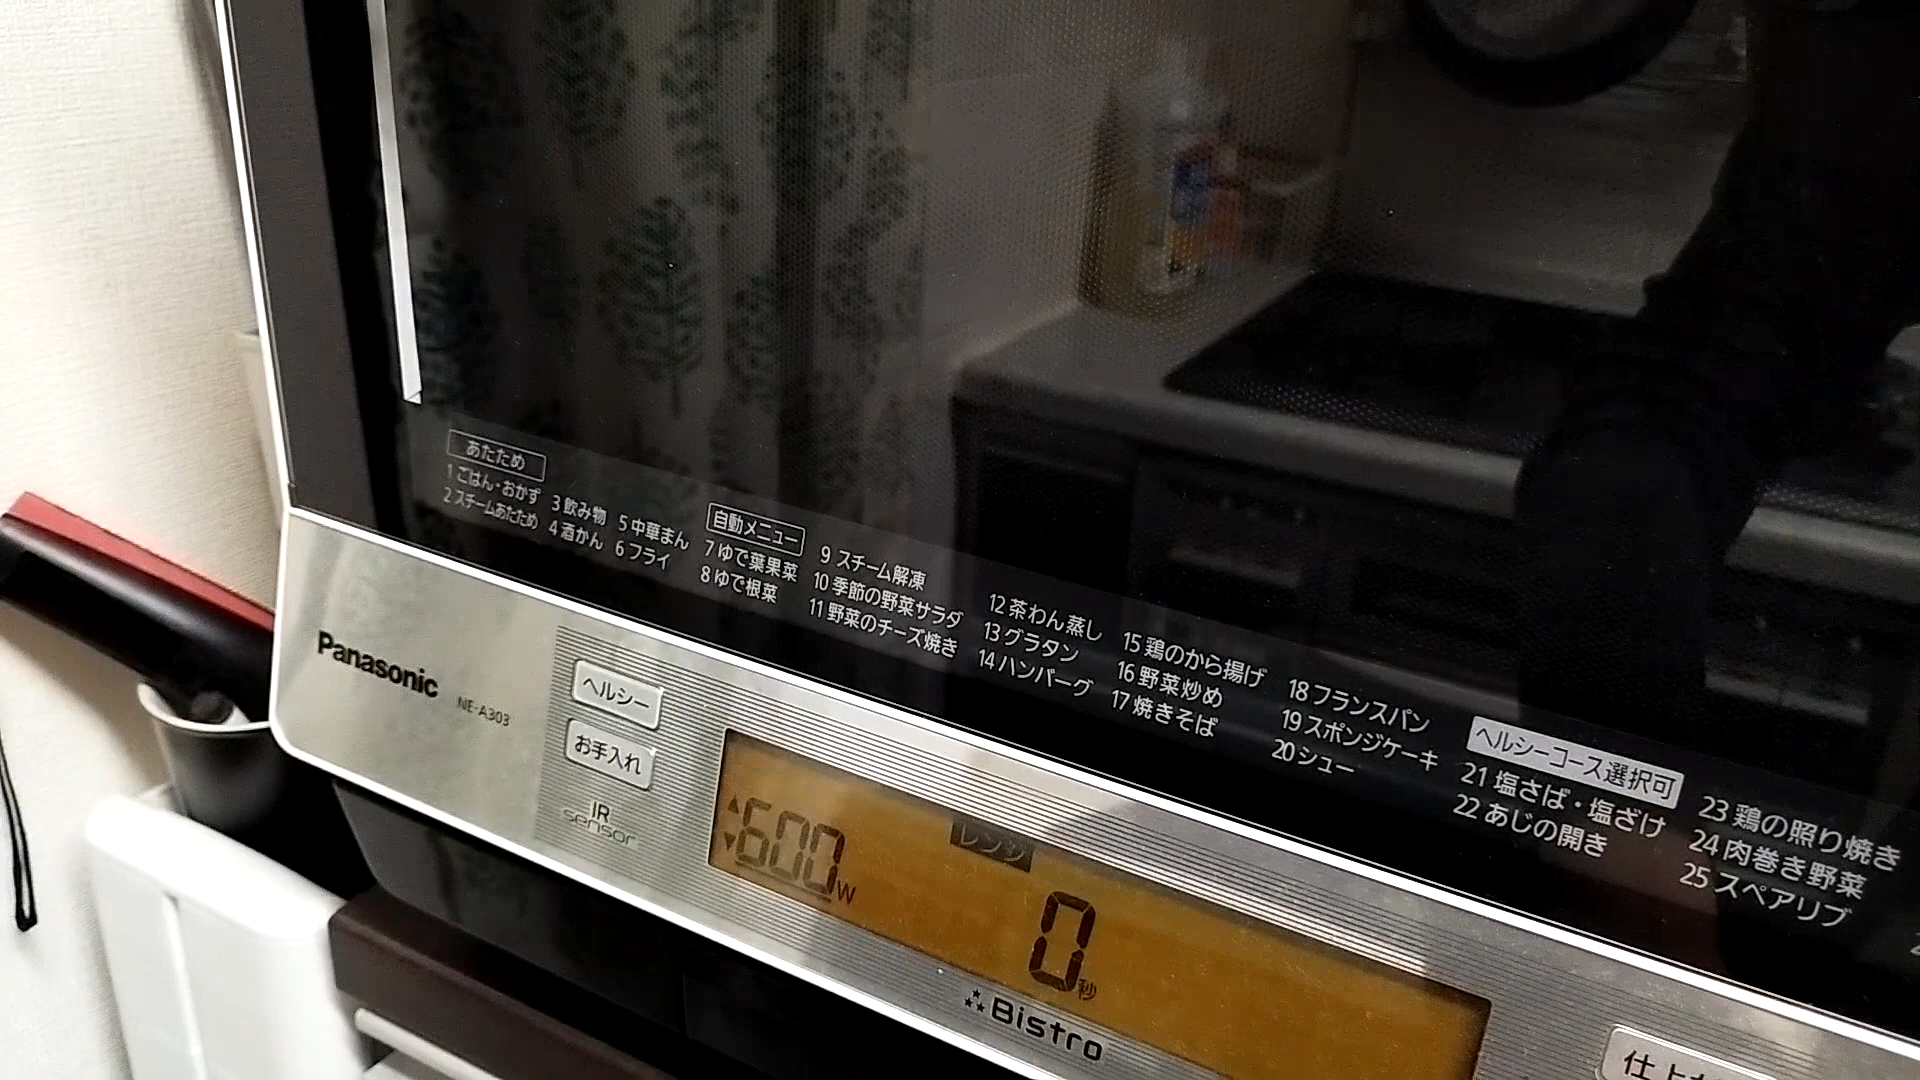 あたため
1 ごはん・おかず
2 スチームあたため
3 飲み物
4 酒かん
5 中華まん
6 フライ
自動メニュー
7 ゆで葉果菜
8 ゆで根菜
9 スチーム解凍
10 季節の野菜サラダ
11 野菜のチーズ焼き
12 茶わん蒸し
13 グラタン
14 ハンバーグ
15 鶏のから揚げ
16 野菜炒め
17 焼きそば
18 フランスパン
19 スポンジケーキ
20 シュー
ヘルシーコース選択可
21 塩さば・塩ざけ
22 あじの開き
23 鶏の照り焼き
24 肉巻き野菜
25 スペアリブ
Panasonic
NE-A303
ヘルシー
お手入れ
IR
sensor
600W
レンジ
0秒
Bistro
仕上